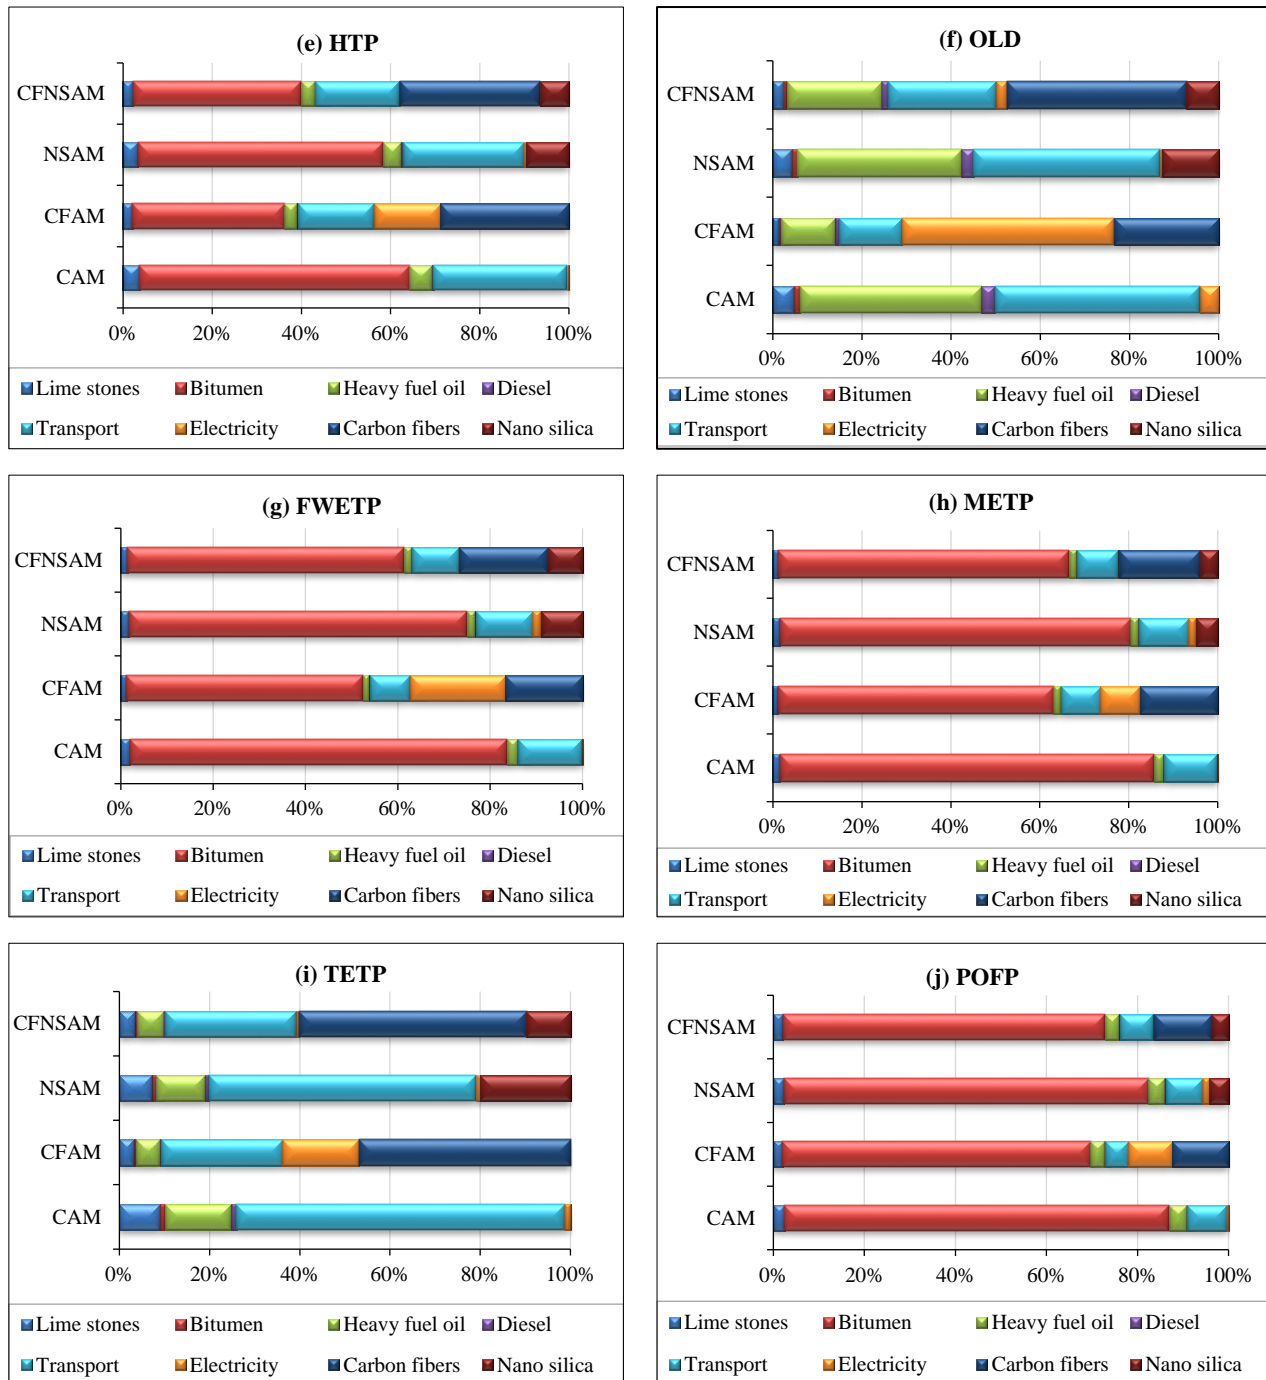 (e) HTP
CFNSAM
NSAM
CFAM
CAM
0% 20% 40% 60% 80% 100%
Lime stones Bitumen Heavy fuel oil Diesel
Transport Electricity Carbon fibers Nano silica
(f) OLD
CFNSAM
NSAM
CFAM
CAM
0% 20% 40% 60% 80% 100%
Lime stones Bitumen Heavy fuel oil Diesel
Transport Electricity Carbon fibers Nano silica
(g) FWETP
CFNSAM
NSAM
CFAM
CAM
0% 20% 40% 60% 80% 100%
Lime stones Bitumen Heavy fuel oil Diesel
Transport Electricity Carbon fibers Nano silica
(h) METP
CFNSAM
NSAM
CFAM
CAM
0% 20% 40% 60% 80% 100%
Lime stones Bitumen Heavy fuel oil Diesel
Transport Electricity Carbon fibers Nano silica
(i) TETP
CFNSAM
NSAM
CFAM
CAM
0% 20% 40% 60% 80% 100%
Lime stones Bitumen Heavy fuel oil Diesel
Transport Electricity Carbon fibers Nano silica
(j) POFP
CFNSAM
NSAM
CFAM
CAM
0% 20% 40% 60% 80% 100%
Lime stones Bitumen Heavy fuel oil Diesel
Transport Electricity Carbon fibers Nano silica